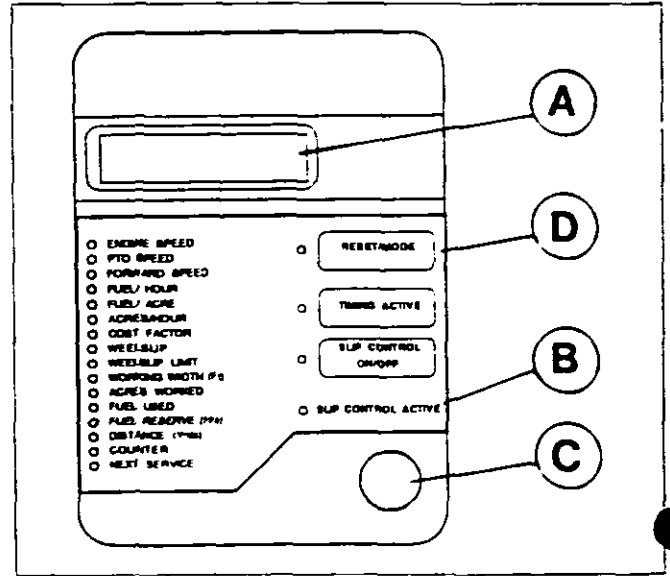 A
D
B
C
ENGINE SPEED
PTO SPEED
FORWARD SPEED
FUEL/ HOUR
FUEL/ ACRE
ACRES/HOUR
COST FACTOR
WEELSLIP
WEELSLIP LIMIT
WORKING WIDTH
ACRES WORKED
FUEL USED
FUEL RESERVE
DISTANCE
COUNTER
NEXT SERVICE
RESET/MODE
TIMING ACTIVE
SLIP CONTROL
ON/OFF
SLIP CONTROL ACTIVE